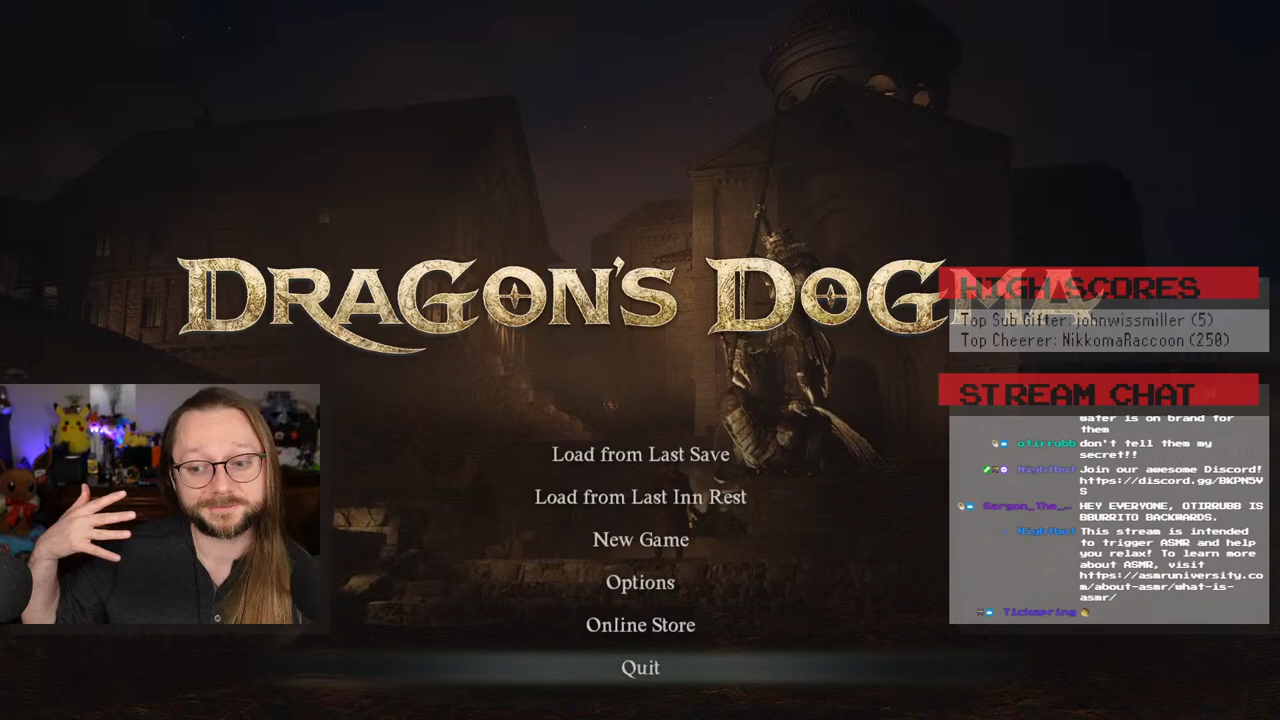 DRAGON'S DOGMA
HIGH SCORES
Top Sub Gifter: johnwissmiller (5)
Top Cheerer: NikkomaRaccoon (250)
STREAM CHAT
water is on brand for
them
otirrubb don't tell them my
secret!!
Nightbot Join our awesome Discord!
https://discord.gg/BKPN5V
S
Sargon_The_… HEY EVERYONE, OTIRRUBB IS
BBURRITO BACKWARDS.
Nightbot This stream is intended
to trigger ASMR and help
you relax! To learn more
about ASMR, visit
https://asmruniversity.co
m/about-asmr/what-is-
asmr/
Tickspring
Load from Last Save
Load from Last Inn Rest
New Game
Options
Online Store
Quit